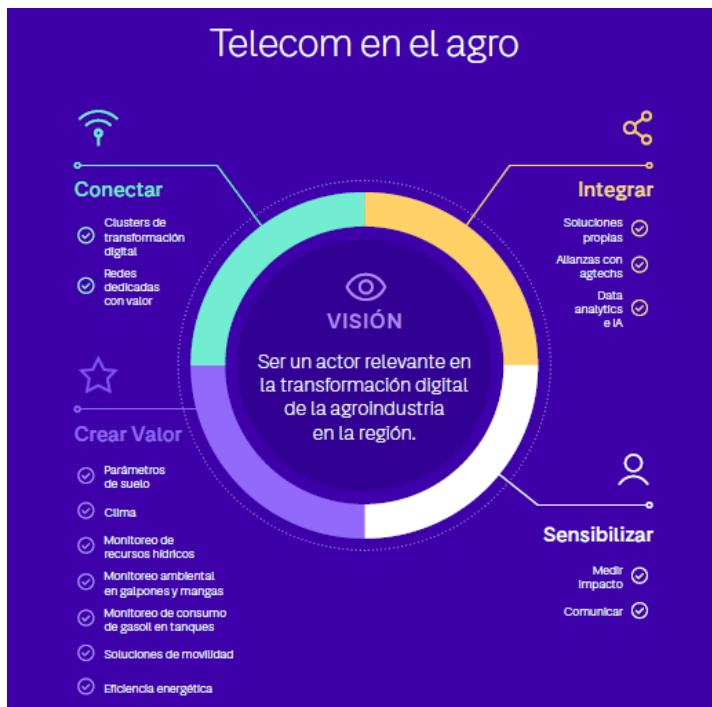 Telecom en el agro
Conectar
Clusters de
transformación
digital
Redes
dedicadas
con valor
Integrar
Soluciones
propias
Alianzas con
agtechs
Data
analytics
e IA
VISIÓN
Ser un actor relevante en
la transformación digital
de la agroindustria
en la región.
Crear Valor
Parámetros
de suelo
Clima
Monitoreo de
recursos hídricos
Monitoreo ambiental
en galpones y mangas
Monitoreo de consumo
de gasoil en tanques
Soluciones de movilidad
Eficiencia energética
Sensibilizar
Medir
Impacto
Comunicar